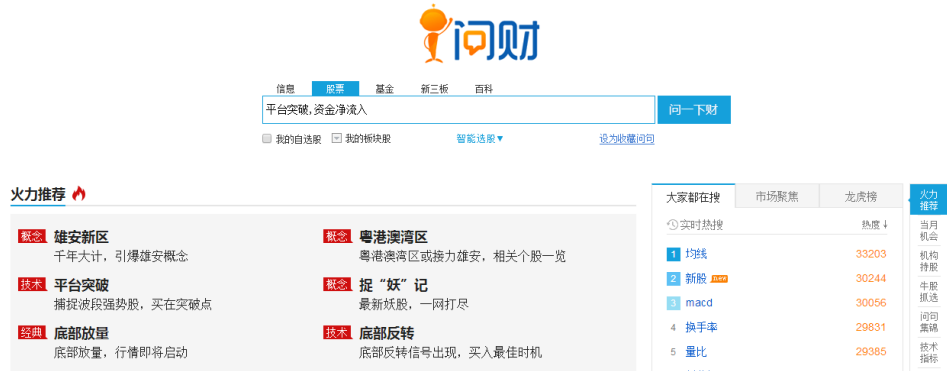 问财
信息 股票 基金 新三板 百科
平台突破,资金净流入 问一下财
我的自选股 我的板块股 智能选股▼ 设为收藏问句
火力推荐
概念 雄安新区
千年大计，引爆雄安概念
概念 粤港澳湾区
粤港澳湾区或接力雄安，相关个股一览
技术 平台突破
捕捉波段强势股，买在突破点
概念 捉“妖”记
最新妖股，一网打尽
经典 底部放量
底部放量，行情即将启动
技术 底部反转
底部反转信号出现，买入最佳时机
大家都在搜 市场聚焦 龙虎榜
实时热搜 热度↓
1 均线 33203
2 新股 new 30244
3 macd 30056
4 换手率 29831
5 量比 29385
火力
推荐
当月
机会
机构
持股
牛股
抓选
问句
集锦
技术
指标